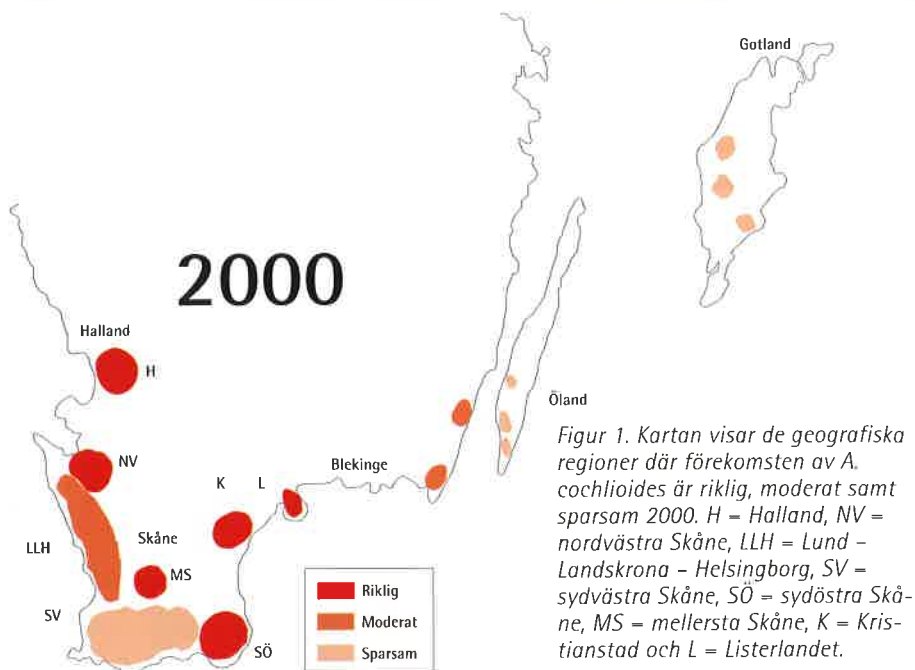 Gotland
2000
Halland
H
Öland
NV
Blekinge
K L
Skåne
LLH
MS
SV
SÖ
Riklig
Moderat
Sparsam
Figur 1. Kartan visar de geografiska
regioner där förekomsten av A.
cochlioides är riklig, moderat samt
sparsam 2000. H = Halland, NV =
nordvästra Skåne, LLH = Lund –
Landskrona – Helsingborg, SV =
sydvästra Skåne, SÖ = sydöstra Skå-
ne, MS = mellersta Skåne, K = Kris-
tianstad och L = Listerlandet.